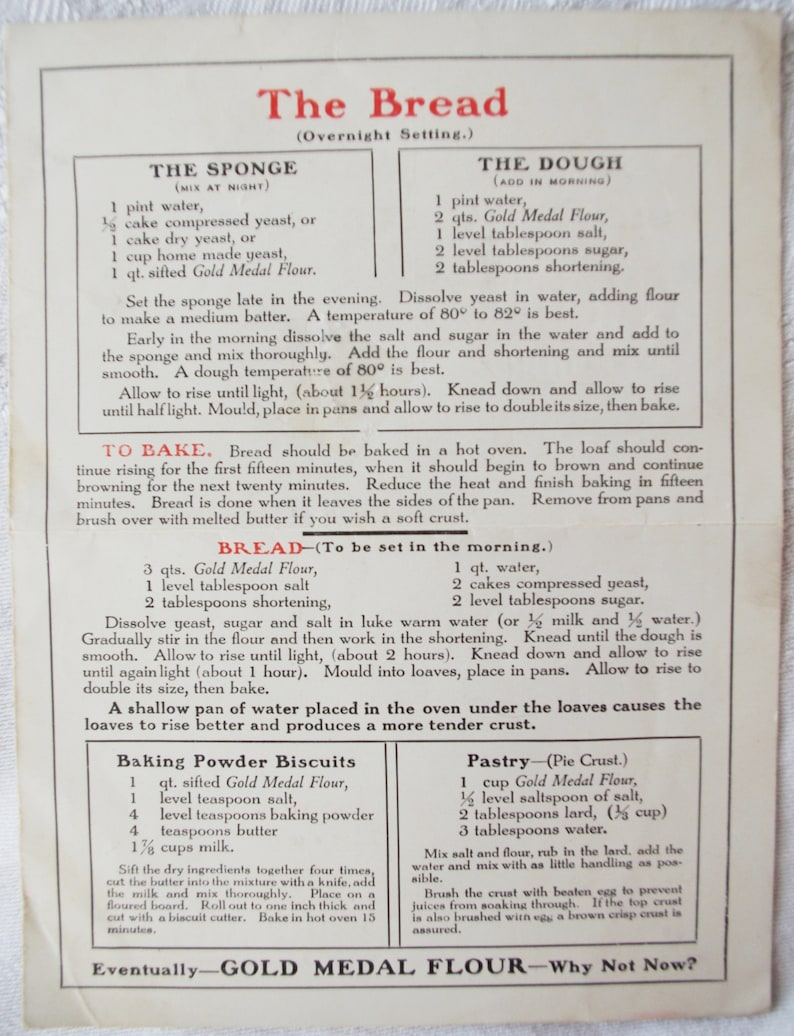 The Bread
(Overnight Setting.)
THE SPONGE
(MIX AT NIGHT)
1 pint water,
½ cake compressed yeast, or
1 cake dry yeast, or
1 cup home made yeast,
1 qt. sifted Gold Medal Flour.
THE DOUGH
(ADD IN MORNING)
1 pint water,
2 qts. Gold Medal Flour,
1 level tablespoon salt,
2 level tablespoons sugar,
2 tablespoons shortening.
Set the sponge late in the evening. Dissolve yeast in water, adding flour
to make a medium batter. A temperature of 80° to 82° is best.
Early in the morning dissolve the salt and sugar in the water and add to
the sponge and mix thoroughly. Add the flour and shortening and mix until
smooth. A dough temperature of 80° is best.
Allow to rise until light, (about 1½ hours). Knead down and allow to rise
until half light. Mould, place in pans and allow to rise to double its size, then bake.
TO BAKE. Bread should be baked in a hot oven. The loaf should con-
tinue rising for the first fifteen minutes, when it should begin to brown and continue
browning for the next twenty minutes. Reduce the heat and finish baking in fifteen
minutes. Bread is done when it leaves the sides of the pan. Remove from pans and
brush over with melted butter if you wish a soft crust.
BREAD—(To be set in the morning.)
3 qts. Gold Medal Flour,
1 level tablespoon salt
2 tablespoons shortening,
1 qt. water,
2 cakes compressed yeast,
2 level tablespoons sugar.
Dissolve yeast, sugar and salt in luke warm water (or ½ milk and ½ water.)
Gradually stir in the flour and then work in the shortening. Knead until the dough is
smooth. Allow to rise until light, (about 2 hours). Knead down and allow to rise
until again light (about 1 hour). Mould into loaves, place in pans. Allow to rise to
double its size, then bake.
A shallow pan of water placed in the oven under the loaves causes the
loaves to rise better and produces a more tender crust.
Baking Powder Biscuits
1 qt. sifted Gold Medal Flour,
1 level teaspoon salt,
4 level teaspoons baking powder
4 teaspoons butter
1⅞ cups milk.
Sift the dry ingredients together four times,
cut the butter into the mixture with a knife, add
the milk and mix thoroughly. Place on a
floured board. Roll out to one inch thick and
cut with a biscuit cutter. Bake in hot oven 15
minutes.
Pastry—(Pie Crust.)
1 cup Gold Medal Flour,
½ level saltspoon of salt,
2 tablespoons lard, (⅓ cup)
3 tablespoons water.
Mix salt and flour, rub in the lard. add the
water and mix with as little handling as pos-
sible.
Brush the crust with beaten egg to prevent
juices from soaking through. If the top crust
is also brushed with egg a brown crisp crust is
assured.
Eventually—GOLD MEDAL FLOUR—Why Not Now?